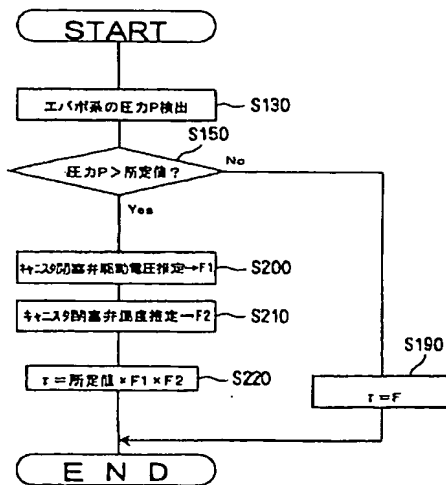 START
エバポ系の圧力P検出
S130
S150
圧力P>所定値?
No
Yes
キャニスタ閉塞弁駆動電圧推定→F1
S200
キャニスタ閉塞弁温度推定→F2
S210
τ=所定値×F1×F2
S220
S190
τ=F
END